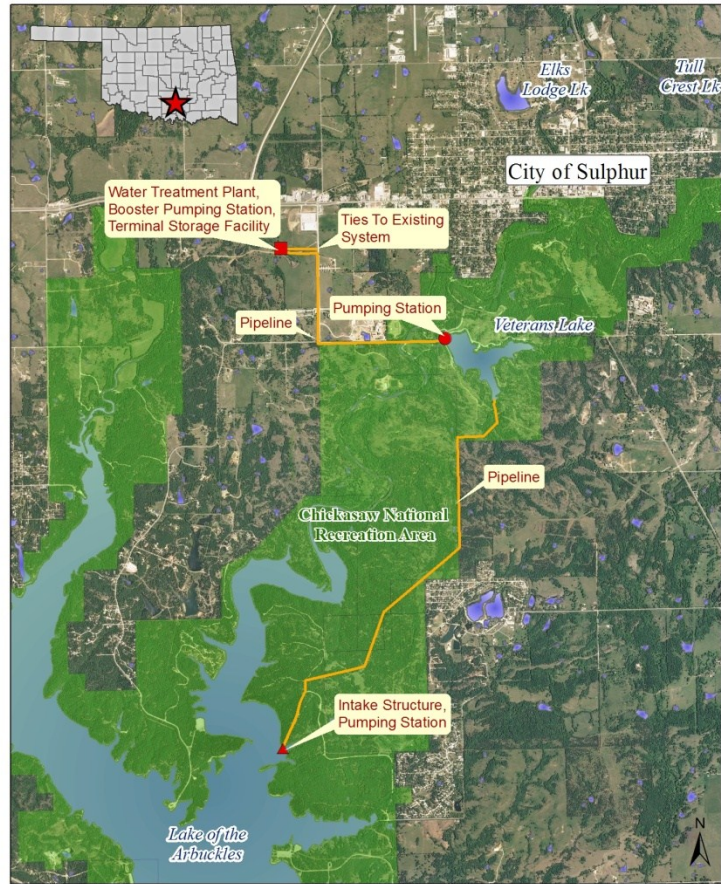 Elks
Lodge Lk
Tull
Crest Lk
City of Sulphur
Water Treatment Plant,
Booster Pumping Station,
Terminal Storage Facility
Ties To Existing
System
Pumping Station
Pipeline
Veterans Lake
Pipeline
Chickasaw National
Recreation Area
Intake Structure,
Pumping Station
Lake of the
Arbuckles
N